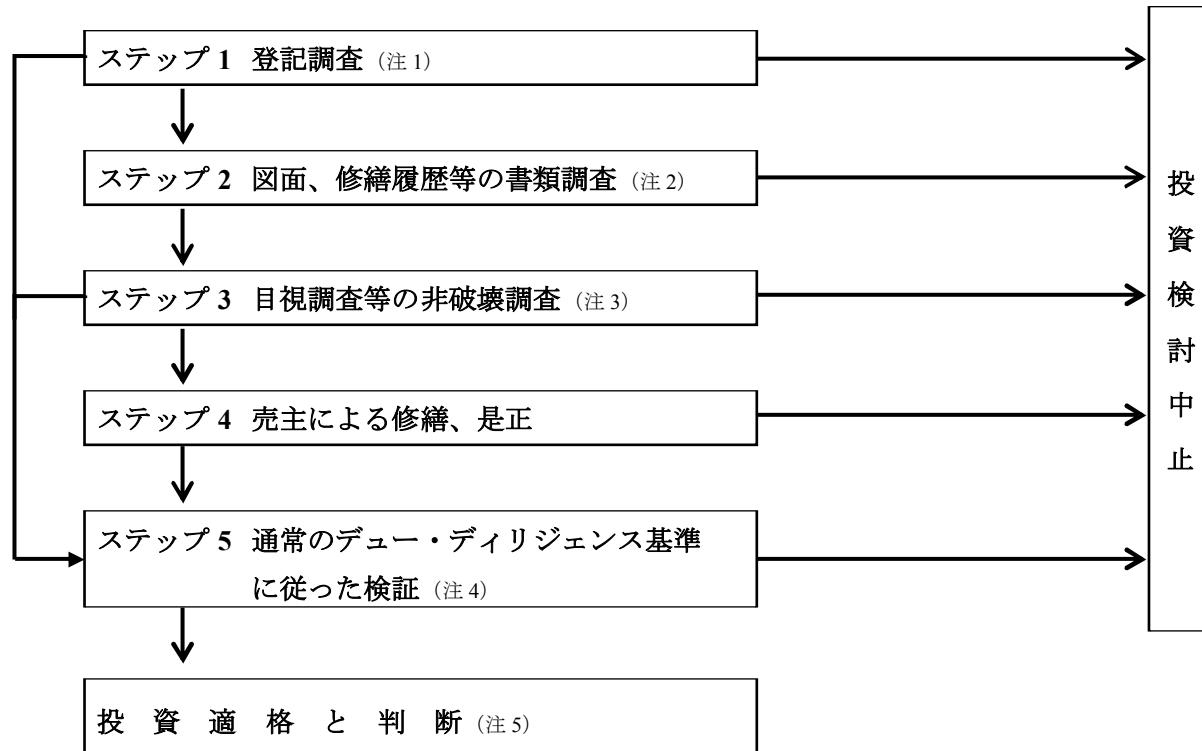 ステップ 1 登記調査（注 1）
ステップ 2 図面、修繕履歴等の書類調査（注 2）
ステップ 3 目視調査等の非破壊調査（注 3）
ステップ 4 売主による修繕、是正
ステップ 5 通常のデュー・ディリジェンス基準
に従った検証（注 4）
投 資 適 格 と 判 断（注 5）
投
資
検
討
中
止